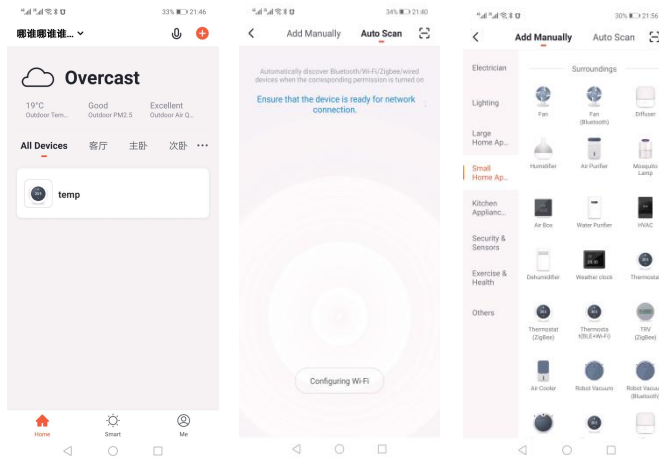 33% 21:46
哪谁哪谁谁...
Overcast
19°C Good Excellent
Outdoor Tem... Outdoor PM2.5 Outdoor Air Q...
All Devices 客厅 主卧 次卧 ...
temp
Home Smart Me
34% 21:40
Add Manually Auto Scan
Automatically discover Bluetooth/Wi-Fi/Zigbee/wired
devices when the corresponding permission is turned on
Ensure that the device is ready for network
connection.
Configuring Wi-Fi
30% 21:56
Add Manually Auto Scan
Electrician
Lighting
Large
Home Ap...
Small
Home Ap...
Kitchen
Applianc...
Security &
Sensors
Exercise &
Health
Others
Surroundings
Fan Fan
(Bluetooth) Diffuser
Humidifier Air Purifier Mosquito
Lamp
Air Box Water Purifier HVAC
Dehumidifier Weather clock Thermosta
Thermostat
(ZigBee) Thermosta
t(BLE+Wi-Fi) TRV
(ZigBee)
Air Cooler Robot Vacuum Robot Vacuu
(Bluetooth)